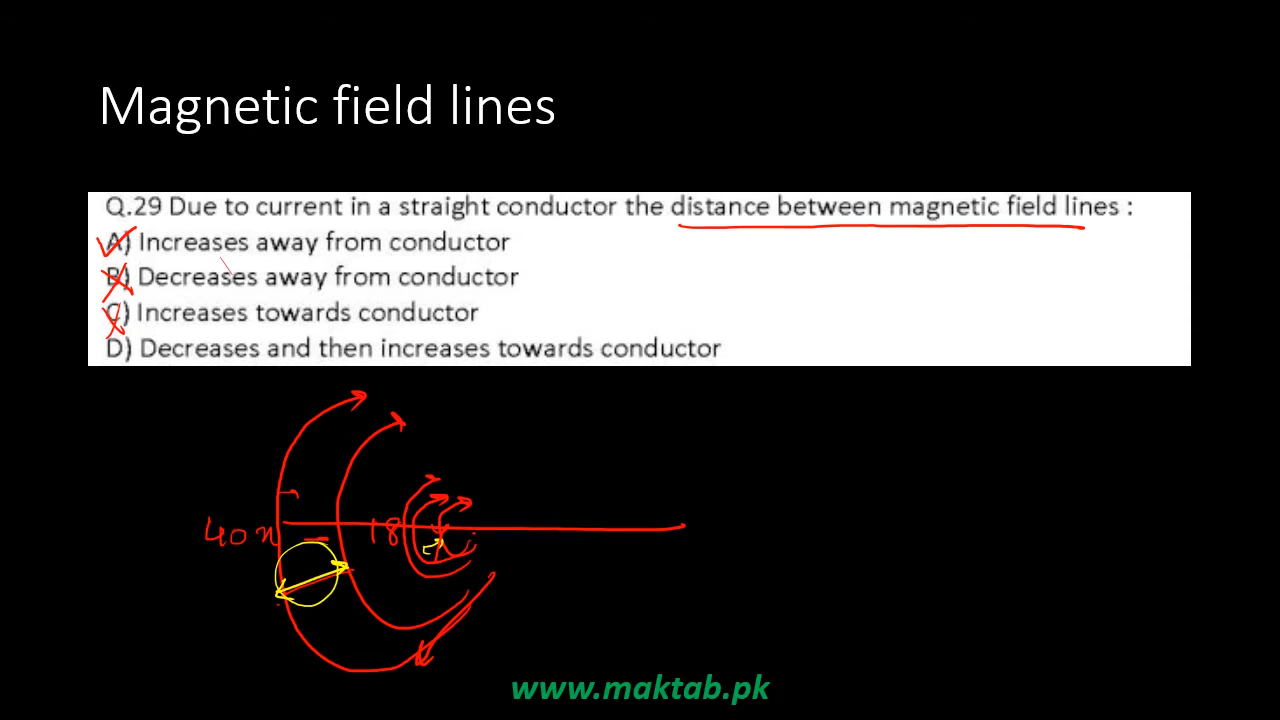 Magnetic field lines
Q.29 Due to current in a straight conductor the distance between magnetic field lines :
A) Increases away from conductor
B) Decreases away from conductor
C) Increases towards conductor
D) Decreases and then increases towards conductor
40 18
www.maktab.pk